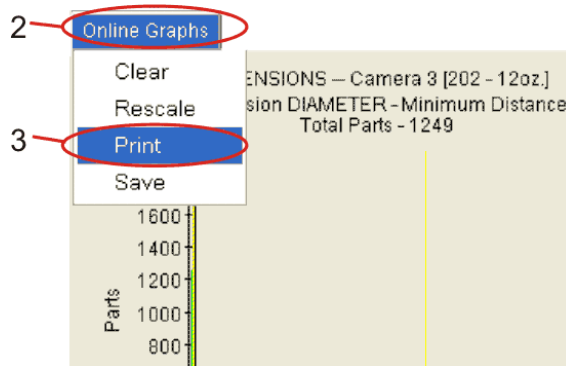 2
Online Graphs
Clear
ENSIONS – Camera 3 [202 - 12oz.]
Rescale
sion DIAMETER - Minimum Distance
Total Parts - 1249
3
Print
Save
1600
1400
1200
Parts
1000
800